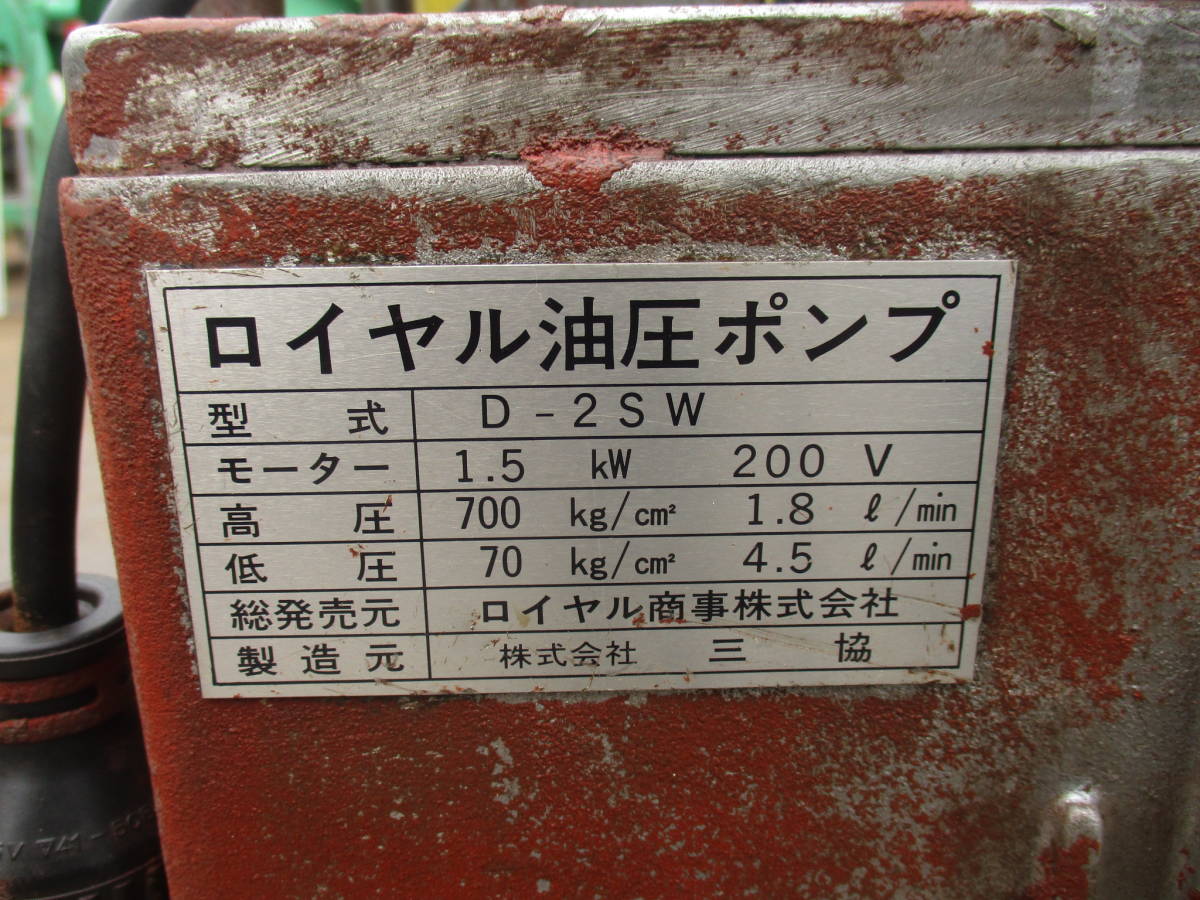 ロイヤル油圧ポンプ
型式 D-2SW
モーター 1.5 kW 200 V
高圧 700 kg/cm² 1.8 ℓ/min
低圧 70 kg/cm² 4.5 ℓ/min
総発売元 ロイヤル商事株式会社
製造元 株式会社 三協